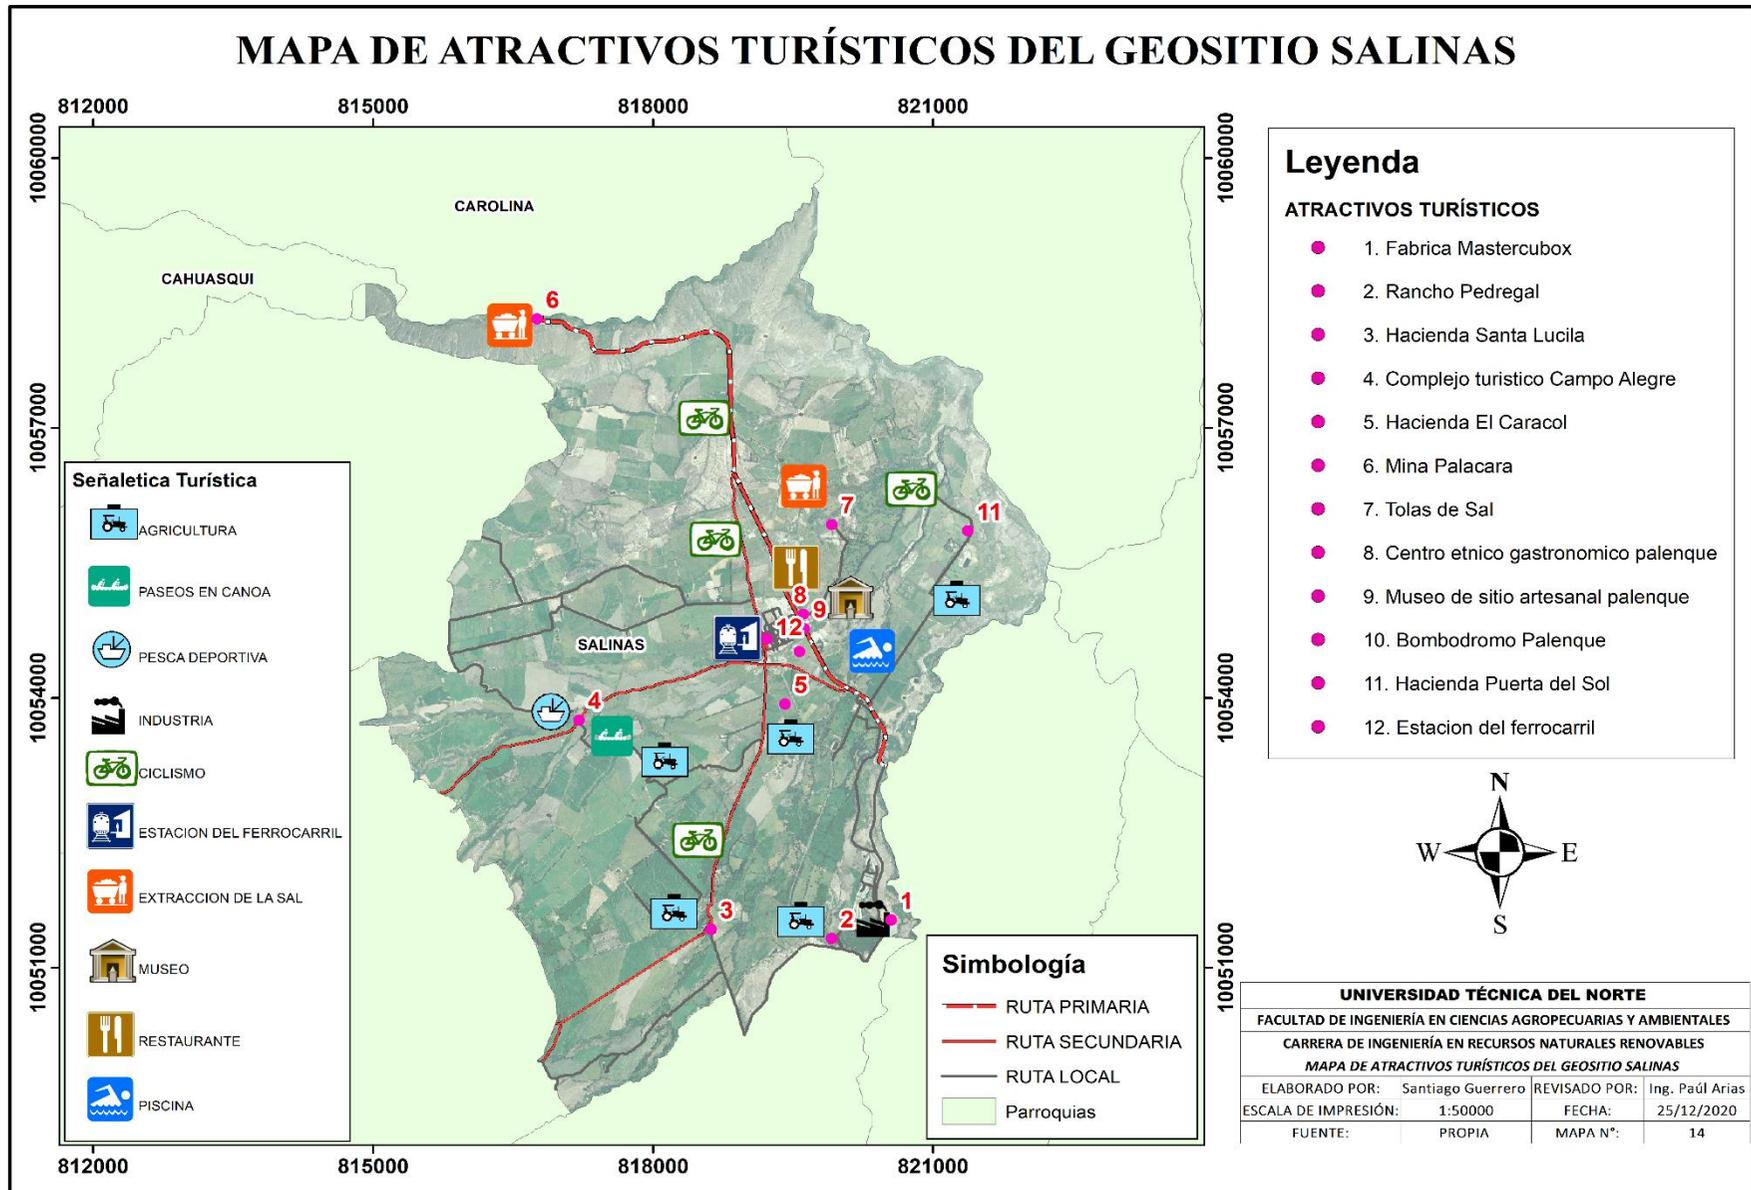 MAPA DE ATRACTIVOS TURÍSTICOS DEL GEOSITIO SALINAS
812000 815000 818000 821000
10060000
10057000
10054000
10051000
10060000
10057000
10054000
10051000
812000 815000 818000 821000
CAROLINA
CAHUASQUI
SALINAS
6
7
11
8
9
12
5
4
3
2
1
Señaletica Turística
AGRICULTURA
PASEOS EN CANOA
PESCA DEPORTIVA
INDUSTRIA
CICLISMO
ESTACION DEL FERROCARRIL
EXTRACCION DE LA SAL
MUSEO
RESTAURANTE
PISCINA
Simbología
RUTA PRIMARIA
RUTA SECUNDARIA
RUTA LOCAL
Parroquias
Leyenda
ATRACTIVOS TURÍSTICOS
1. Fabrica Mastercubox
2. Rancho Pedregal
3. Hacienda Santa Lucila
4. Complejo turistico Campo Alegre
5. Hacienda El Caracol
6. Mina Palacara
7. Tolas de Sal
8. Centro etnico gastronomico palenque
9. Museo de sitio artesanal palenque
10. Bombodromo Palenque
11. Hacienda Puerta del Sol
12. Estacion del ferrocarril
N
W E
S
UNIVERSIDAD TÉCNICA DEL NORTE
FACULTAD DE INGENIERÍA EN CIENCIAS AGROPECUARIAS Y AMBIENTALES
CARRERA DE INGENIERÍA EN RECURSOS NATURALES RENOVABLES
MAPA DE ATRACTIVOS TURÍSTICOS DEL GEOSITIO SALINAS
ELABORADO POR: Santiago Guerrero REVISADO POR: Ing. Paúl Arias
ESCALA DE IMPRESIÓN: 1:50000 FECHA: 25/12/2020
FUENTE: PROPIA MAPA N°: 14